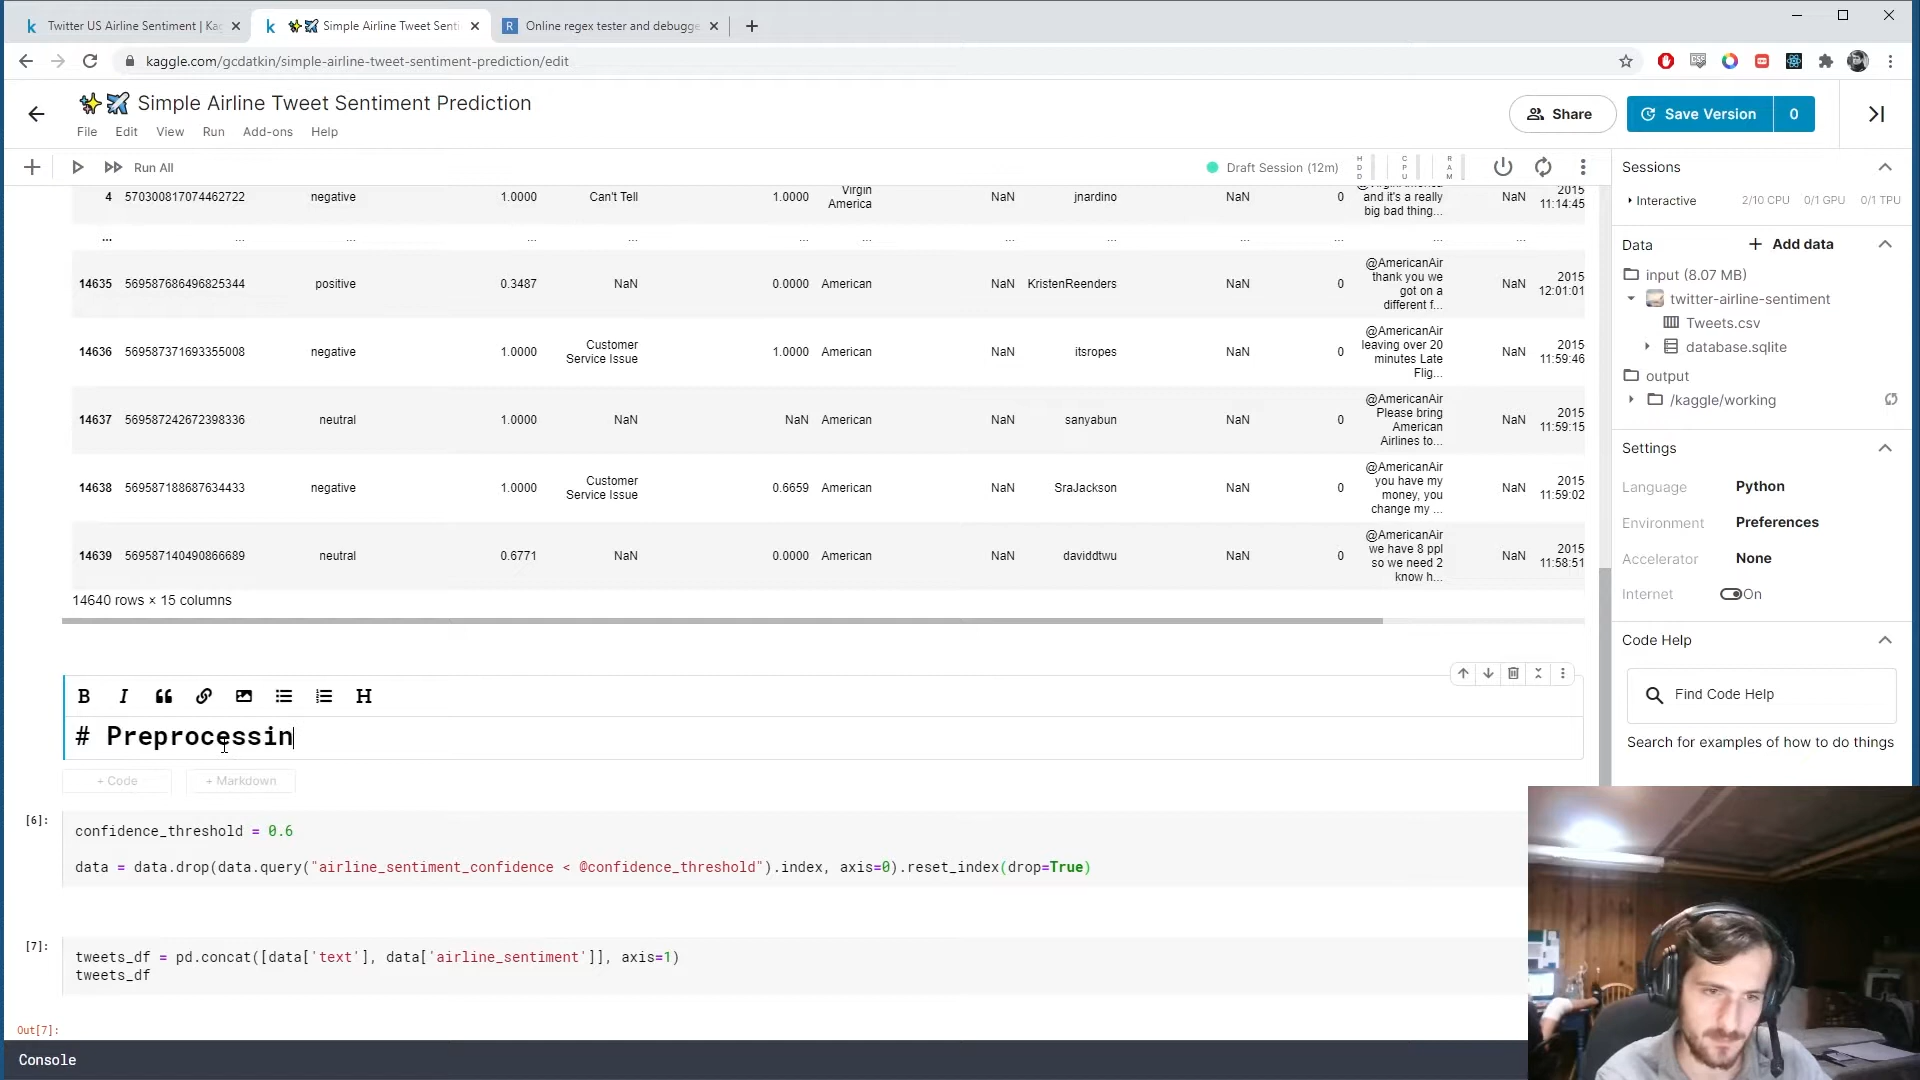 Twitter US Airline Sentiment | Ka
Simple Airline Tweet Senti
Online regex tester and debugge
kaggle.com/gcdatkin/simple-airline-tweet-sentiment-prediction/edit
Simple Airline Tweet Sentiment Prediction
File Edit View Run Add-ons Help
Share
Save Version 0
Run All
Draft Session (12m)
HDD
CPU
RAM
4 570300817074462722 negative 1.0000 Can't Tell 1.0000 Virgin America NaN jnardino NaN 0 and it's a really big bad thing... NaN 2015 11:14:45
... ... ... ... ... ... ... ... ... ... ... ... ...
14635 569587686496825344 positive 0.3487 NaN 0.0000 American NaN KristenReenders NaN 0 @AmericanAir thank you we got on a different f... NaN 2015 12:01:01
14636 569587371693355008 negative 1.0000 Customer Service Issue 1.0000 American NaN itsropes NaN 0 @AmericanAir leaving over 20 minutes Late Flig... NaN 2015 11:59:46
14637 569587242672398336 neutral 1.0000 NaN NaN American NaN sanyabun NaN 0 @AmericanAir Please bring American Airlines to... NaN 2015 11:59:15
14638 569587188687634433 negative 1.0000 Customer Service Issue 0.6659 American NaN SraJackson NaN 0 @AmericanAir you have my money, you change my ... NaN 2015 11:59:02
14639 569587140490866689 neutral 0.6771 NaN 0.0000 American NaN daviddtwu NaN 0 @AmericanAir we have 8 ppl so we need 2 know h... NaN 2015 11:58:51
14640 rows × 15 columns
B I H
# Preprocessin
+ Code + Markdown
[6]:
confidence_threshold = 0.6
data = data.drop(data.query("airline_sentiment_confidence < @confidence_threshold").index, axis=0).reset_index(drop=True)
[7]:
tweets_df = pd.concat([data['text'], data['airline_sentiment']], axis=1)
tweets_df
Out[7]:
Console
Sessions
Interactive 2/10 CPU 0/1 GPU 0/1 TPU
Data + Add data
input (8.07 MB)
twitter-airline-sentiment
Tweets.csv
database.sqlite
output
/kaggle/working
Settings
Language Python
Environment Preferences
Accelerator None
Internet On
Code Help
Find Code Help
Search for examples of how to do things